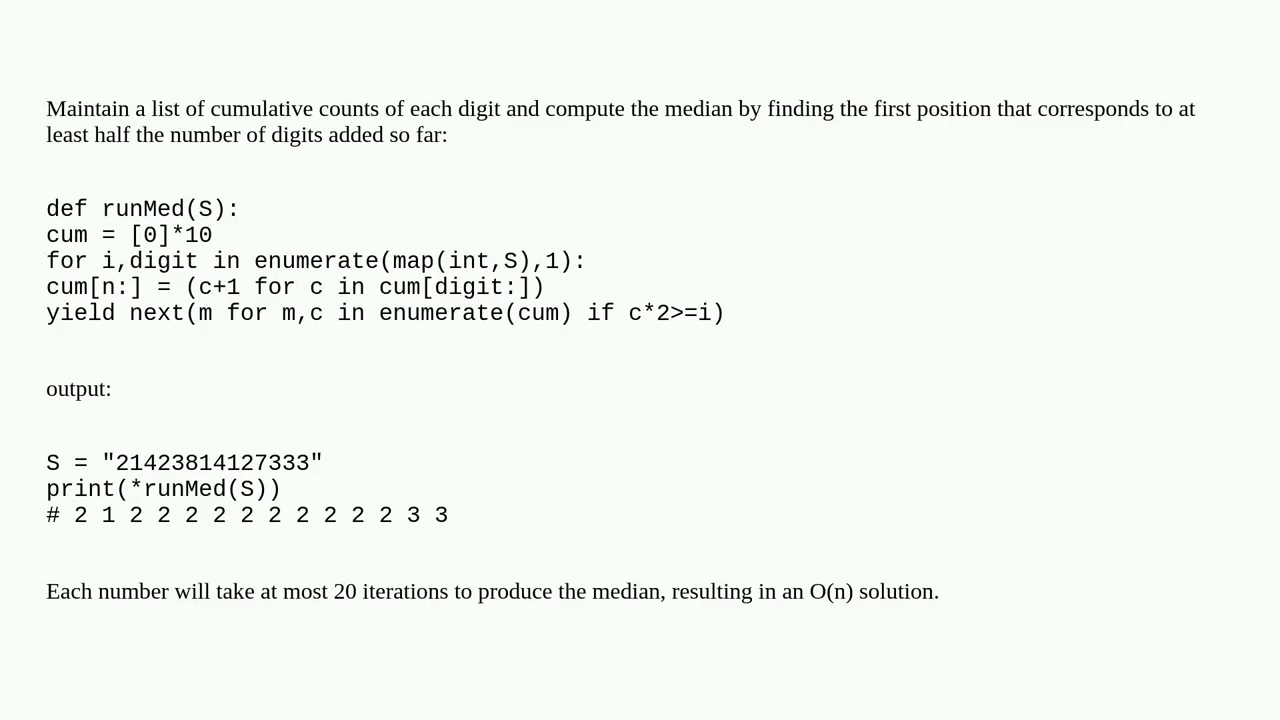 Maintain a list of cumulative counts of each digit and compute the median by finding the first position that corresponds to at
least half the number of digits added so far:
def runMed(S):
cum = [0]*10
for i,digit in enumerate(map(int,S),1):
cum[n:] = (c+1 for c in cum[digit:])
yield next(m for m,c in enumerate(cum) if c*2>=i)
output:
S = "21423814127333"
print(*runMed(S))
# 2 1 2 2 2 2 2 2 2 2 2 2 3 3
Each number will take at most 20 iterations to produce the median, resulting in an O(n) solution.